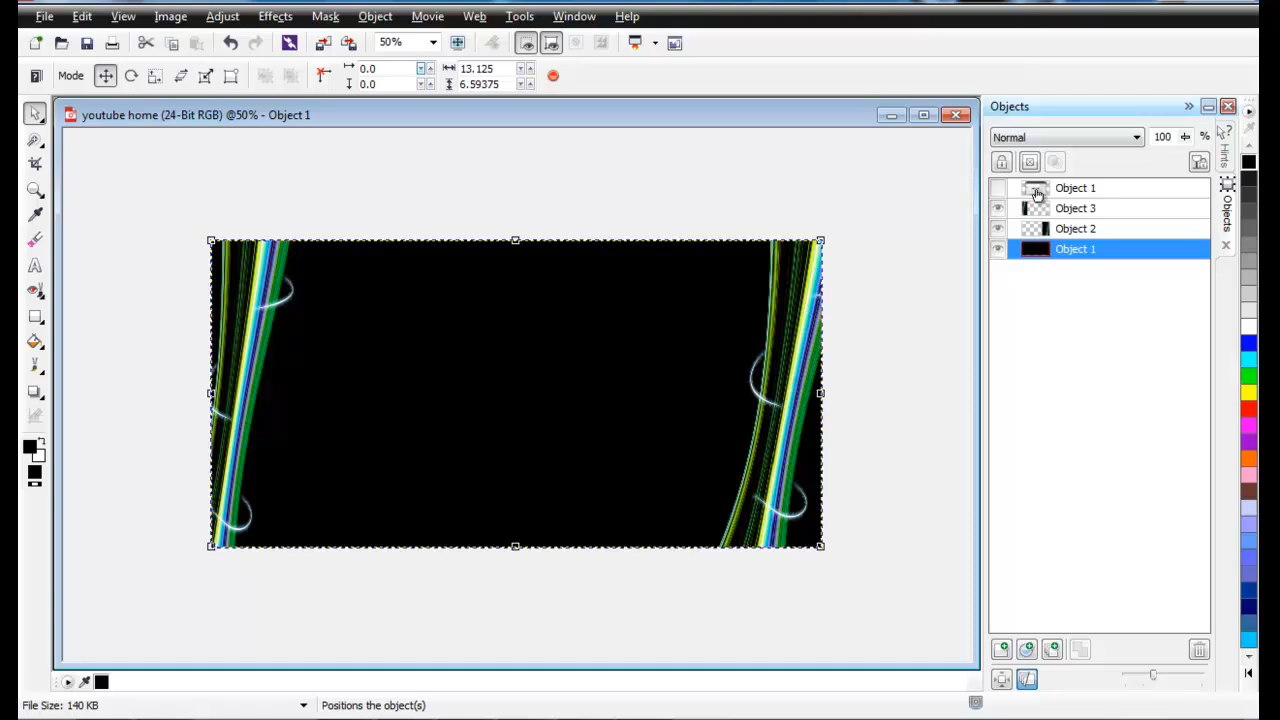 File Edit View Image Adjust Effects Mask Object Movie Web Tools Window Help
50%
Mode 0.0 13.125
0.0 6.59375
youtube home (24-Bit RGB) @50% - Object 1
Objects
Normal 100 %
Object 1
Object 3
Object 2
Object 1
Hints
Objects
File Size: 140 KB Positions the object(s)